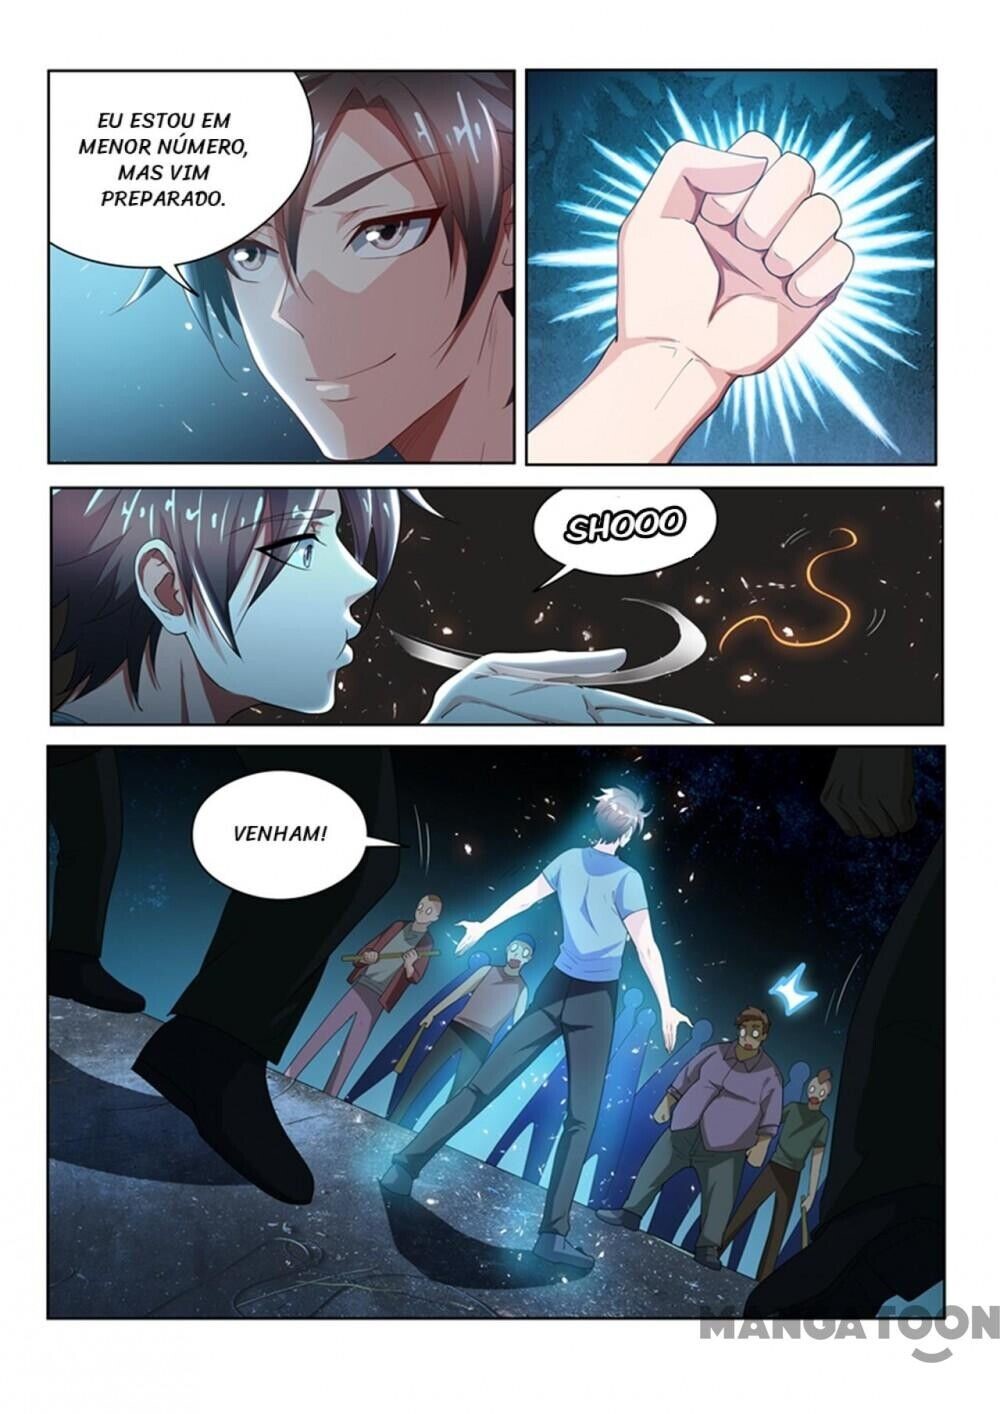 EU ESTOU EM
MENOR NÚMERO,
MAS VIM
PREPARADO.
SHOOO
VENHAM!
MANGATOON